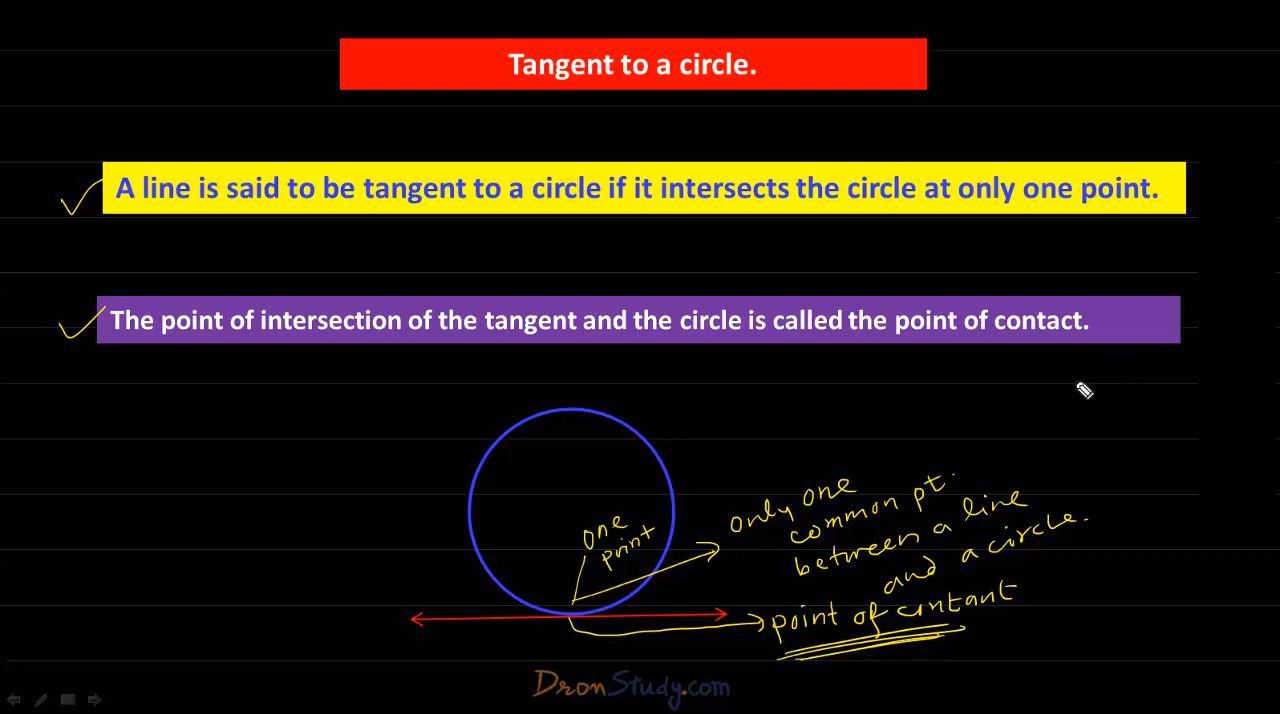 Tangent to a circle.
A line is said to be tangent to a circle if it intersects the circle at only one point.
The point of intersection of the tangent and the circle is called the point of contact.
one
point
only one
common pt.
between a line
and a circle.
point of contant
DronStudy.com